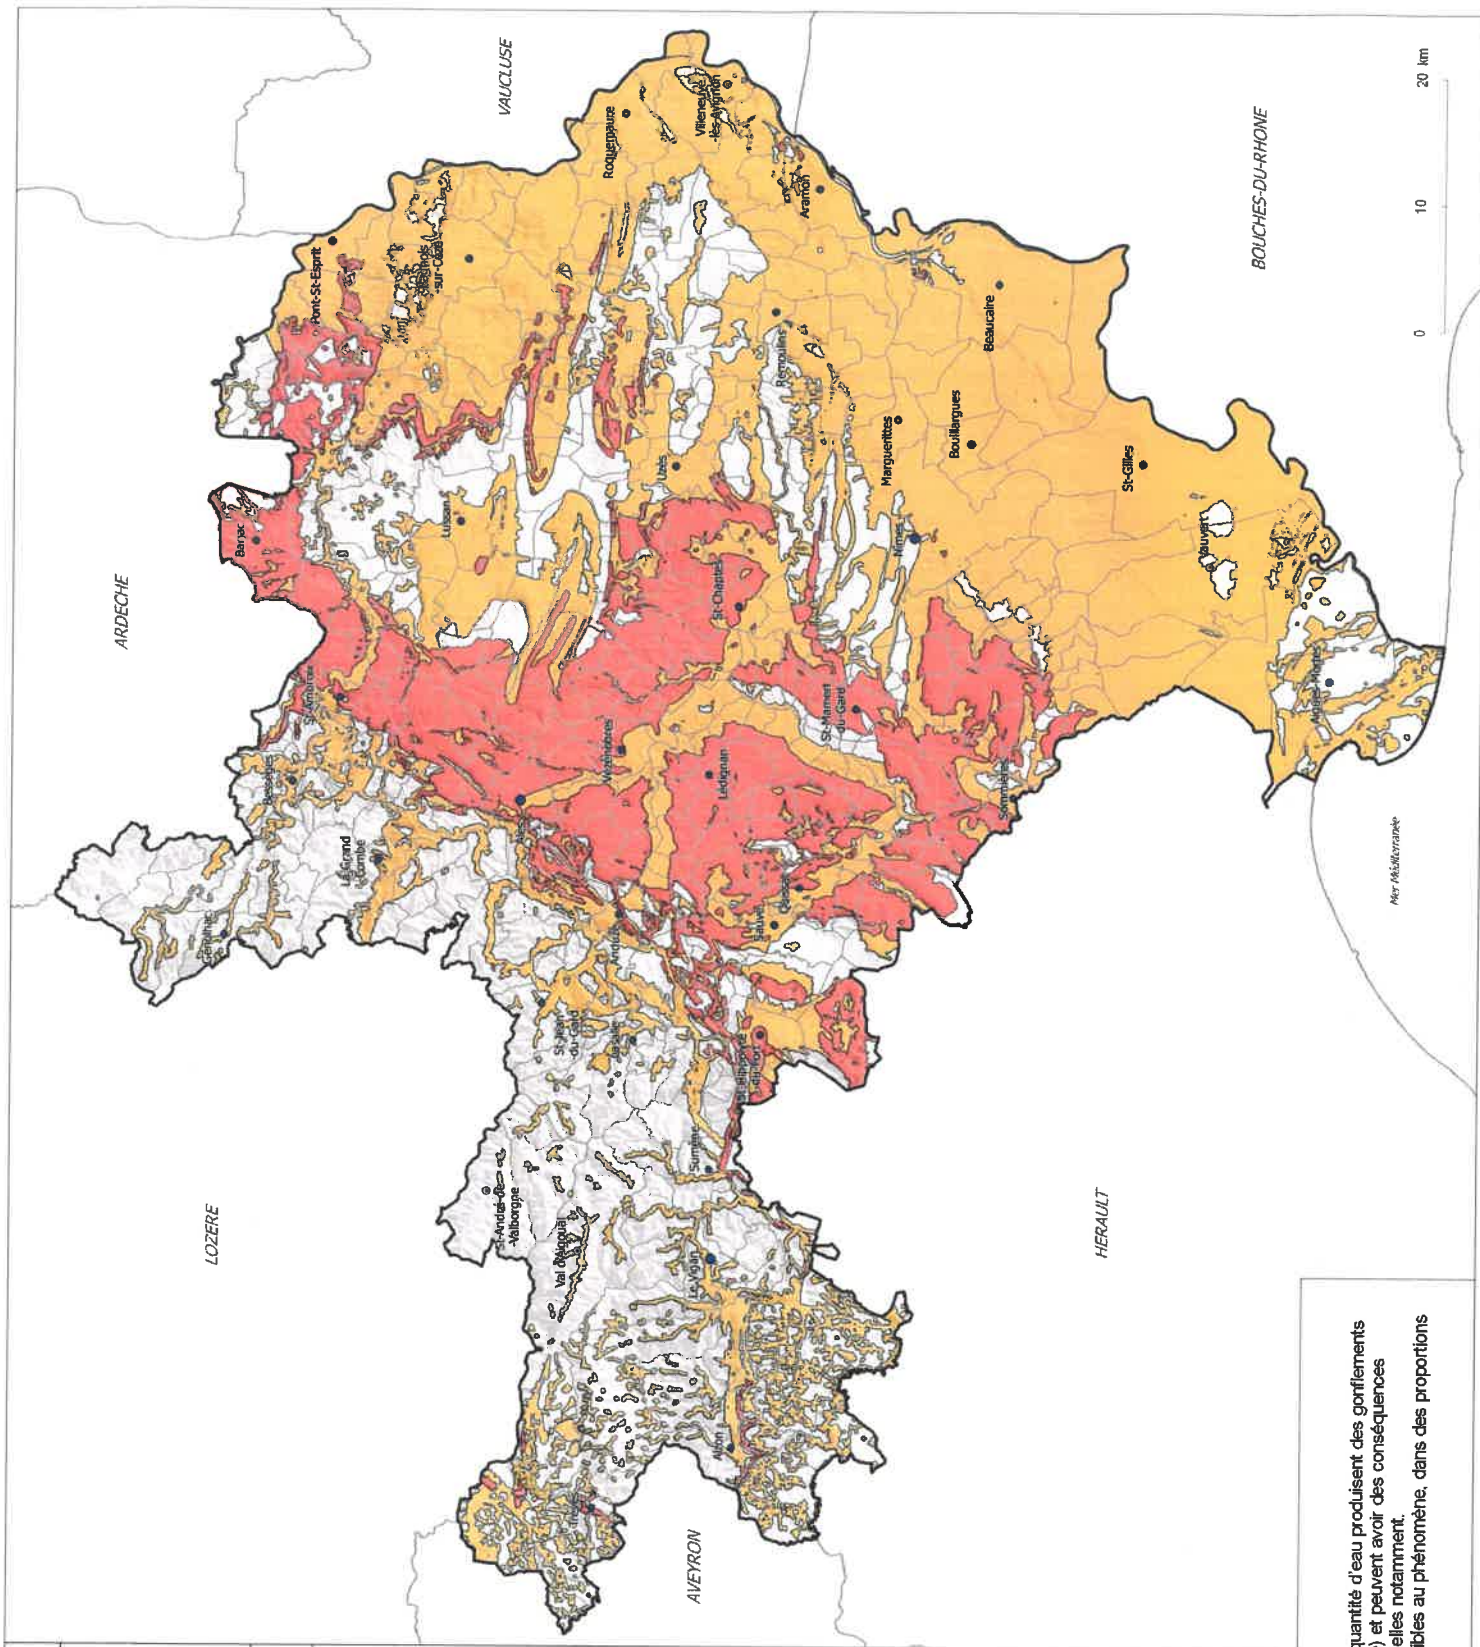 ARDECHE
VAUCLUSE
LOZERE
AVEYRON
HERAULT
BOUCHES-DU-RHONE
Mer Méditerranée
Génolhac
Bessèges
La Grand
Combe
Barjac
St-Ambroix
Pont-St-Esprit
-sur-Cèze
Roquemaure
Villeneuve
-lès-Avignon
Aramon
Lussan
Uzès
Remoulins
Beaucaire
Marguerittes
Bouillargues
Nîmes
St-Gilles
Vauvert
Aigues-Mortes
St-Chaptes
Vézénobres
Lédignan
St-Mamert
-du-Gard
Sommières
Quissac
Sauve
Alès
Anduze
St-Jean
-du-Gard
Lasalle
St-Hippolyte
-du-Fort
Sumène
St-André-de
-Valborgne
Val d'Aigoual
Le Vigan
Alzon
Trèves
0 10 20 km
quantité d'eau produisent des gonflements
) et peuvent avoir des conséquences
elles notamment.
ibles au phénomène, dans des proportions